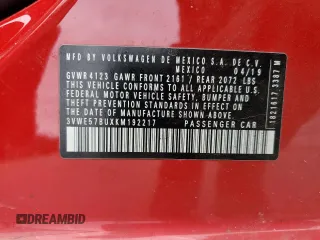 MFD BY VOLKSWAGEN DE MEXICO S.A. DE C.V.
MEXICO 04/19
GVWR 4123 GAWR FRONT 2161 / REAR 2072 LBS
THIS VEHICLE CONFORMS TO ALL APPLICABLE
FEDERAL MOTOR VEHICLE SAFETY, BUMPER, AND
THEFT PREVENTION STANDARDS IN EFFECT ON
THE DATE OF MANUFACTURE SHOWN ABOVE
3VWE57BUXKM192217 PASSENGER CAR
1821617.3387 M
DREAMBID